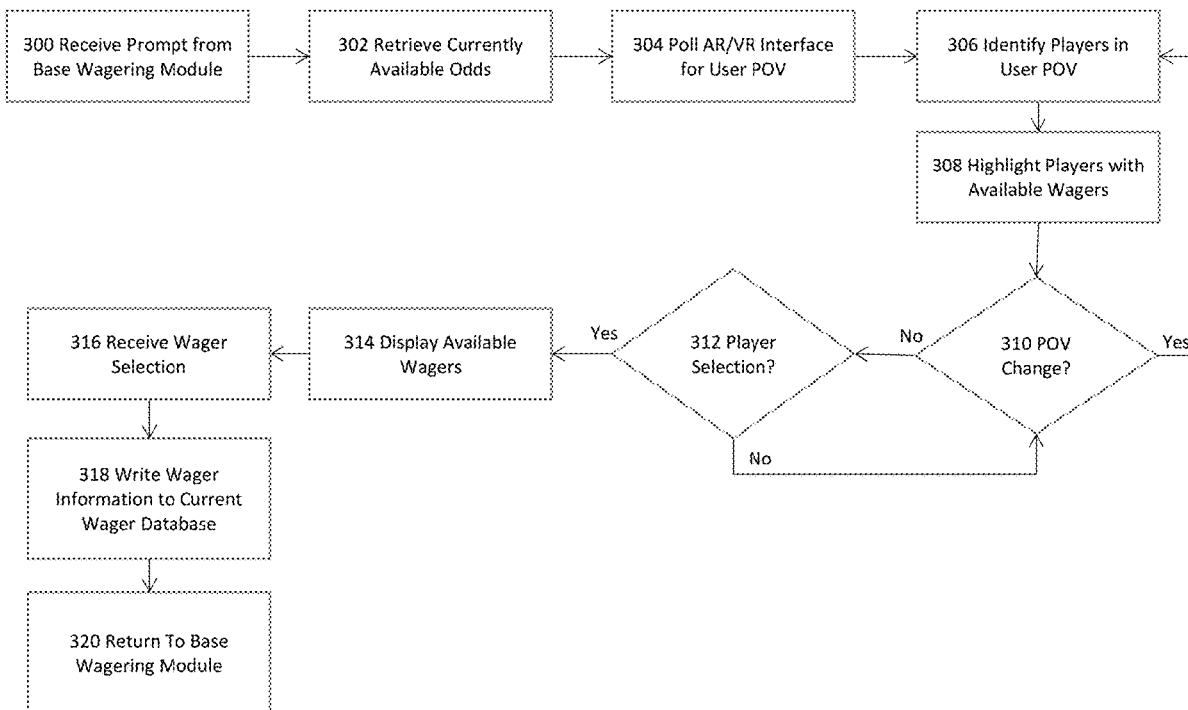 300 Receive Prompt from
Base Wagering Module
302 Retrieve Currently
Available Odds
304 Poll AR/VR Interface
for User POV
306 Identify Players in
User POV
308 Highlight Players with
Available Wagers
310 POV
Change?
Yes
No
312 Player
Selection?
No
Yes
314 Display Available
Wagers
316 Receive Wager
Selection
318 Write Wager
Information to Current
Wager Database
320 Return To Base
Wagering Module